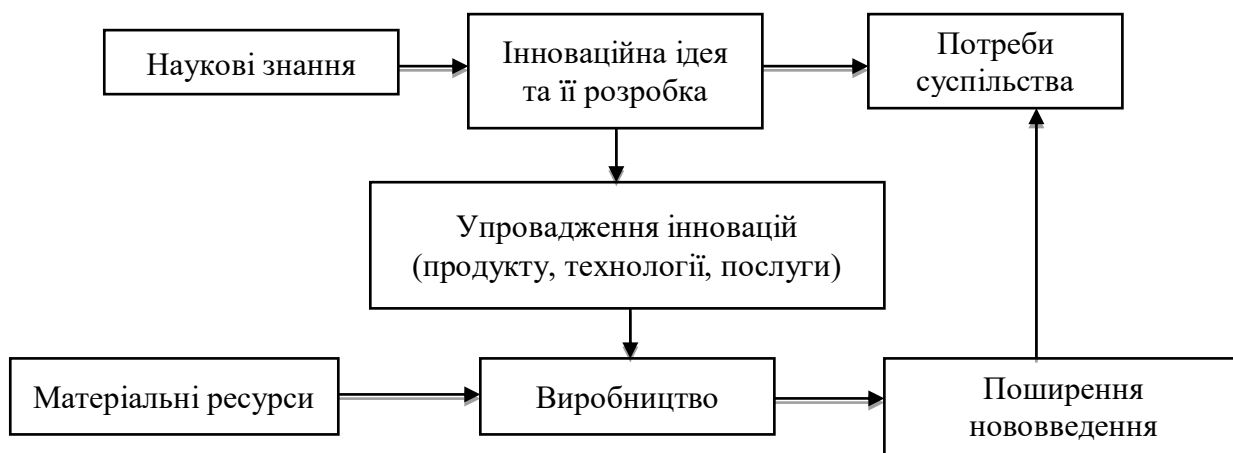 Наукові знання
Інноваційна ідея
та її розробка
Потреби
суспільства
Упровадження інновацій
(продукту, технології, послуги)
Матеріальні ресурси
Виробництво
Поширення
нововведення